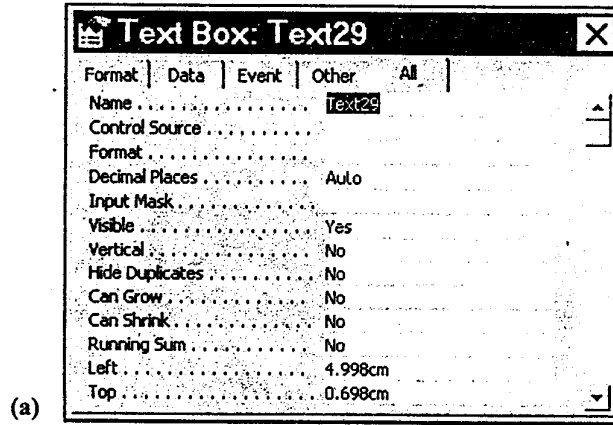 Text Box: Text29
Format Data Event Other All
Name . . . . . . . . . . . . . . . . Text29
Control Source . . . . . . . . .
Format . . . . . . . . . . . . . . .
Decimal Places . . . . . . . . . Auto
Input Mask . . . . . . . . . . . .
Visible . . . . . . . . . . . . . . . Yes
Vertical . . . . . . . . . . . . . . No
Hide Duplicates . . . . . . . . No
Can Grow . . . . . . . . . . . . . No
Can Shrink . . . . . . . . . . . . No
Running Sum . . . . . . . . . . No
Left . . . . . . . . . . . . . . . . . 4.998cm
Top . . . . . . . . . . . . . . . . . 0.698cm
(a)